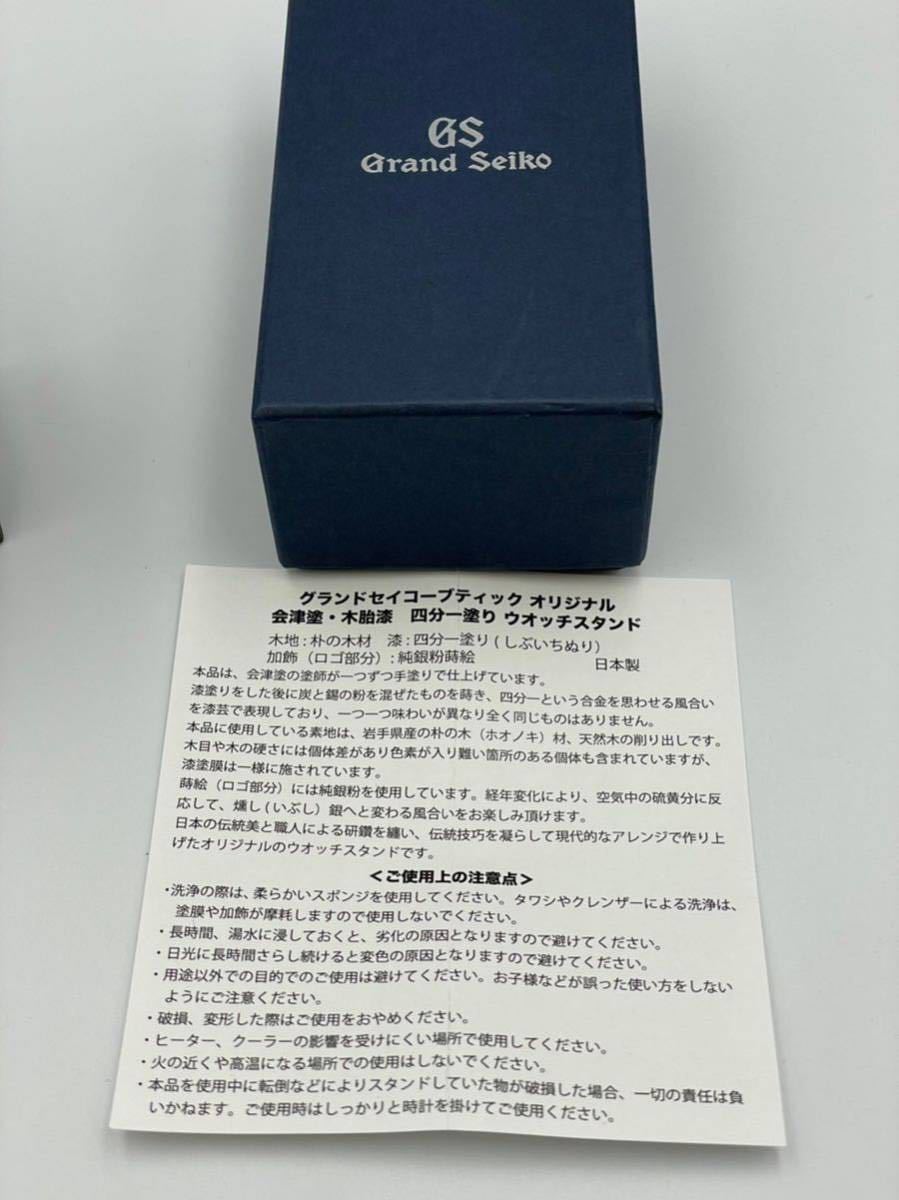 GS
Grand Seiko
グランドセイコーブティック オリジナル
会津塗・木胎漆 四分一塗り ウオッチスタンド
木地：朴の木材 漆：四分一塗り（しぶいちぬり）
加飾（ロゴ部分）：純銀粉蒔絵 日本製
本品は、会津塗の塗師が一つずつ手塗りで仕上げています。
漆塗りをした後に炭と錫の粉を混ぜたものを蒔き、四分一という合金を思わせる風合い
を漆芸で表現しており、一つ一つ味わいが異なり全く同じものはありません。
本品に使用している素地は、岩手県産の朴の木（ホオノキ）材、天然木の削り出しです。
木目や木の硬さには個体差があり色素が入り難い箇所のある個体も含まれていますが、
漆塗膜は一様に施されています。
蒔絵（ロゴ部分）には純銀粉を使用しています。経年変化により、空気中の硫黄分に反
応して、燻し（いぶし）銀へと変わる風合いをお楽しみ頂けます。
日本の伝統美と職人による研鑽を纏い、伝統技巧を凝らして現代的なアレンジで作り上
げたオリジナルのウオッチスタンドです。
＜ご使用上の注意点＞
・洗浄の際は、柔らかいスポンジを使用してください。タワシやクレンザーによる洗浄は、
塗膜や加飾が摩耗しますので使用しないでください。
・長時間、湯水に浸しておくと、劣化の原因となりますので避けてください。
・日光に長時間さらし続けると変色の原因となりますので避けてください。
・用途以外での目的でのご使用は避けてください。お子様などが誤った使い方をしない
ようにご注意ください。
・破損、変形した際はご使用をおやめください。
・ヒーター、クーラーの影響を受けにくい場所で使用してください。
・火の近くや高温になる場所での使用はしないでください。
・本品を使用中に転倒などによりスタンドしていた物が破損した場合、一切の責任は負
いかねます。ご使用時はしっかりと時計を掛けてご使用ください。